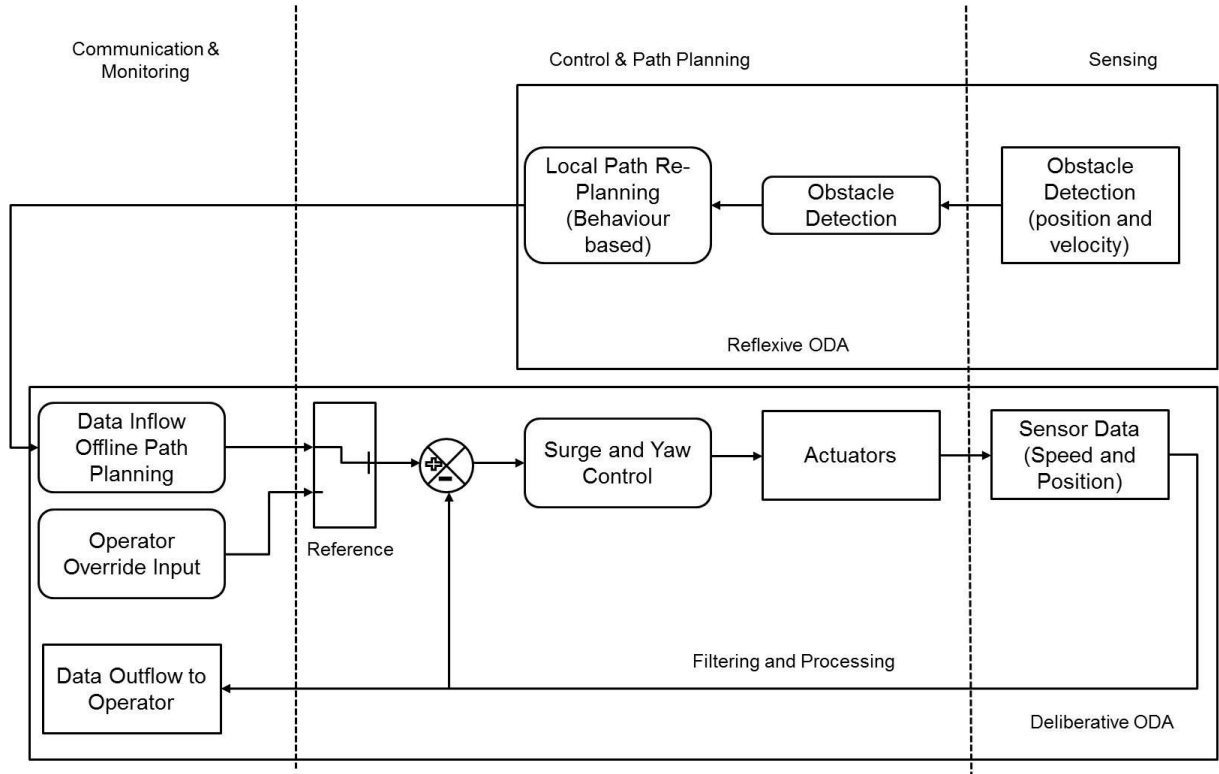 Communication &
Monitoring
Control & Path Planning
Sensing
Local Path Re-
Planning
(Behaviour
based)
Obstacle
Detection
Obstacle
Detection
(position and
velocity)
Reflexive ODA
Data Inflow
Offline Path
Planning
Operator
Override Input
Reference
Surge and Yaw
Control
Actuators
Sensor Data
(Speed and
Position)
Data Outflow to
Operator
Filtering and Processing
Deliberative ODA